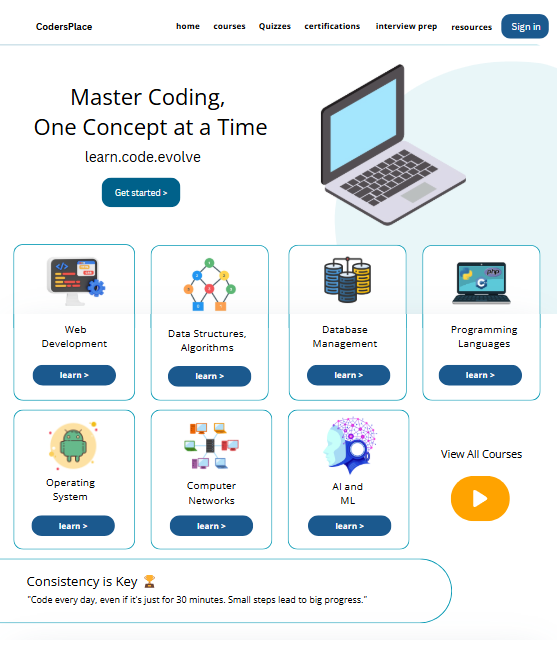 CodersPlace
home courses Quizzes certifications interview prep resources Sign in
Master Coding,
One Concept at a Time
learn.code.evolve
Get started >
Web
Development
learn >
Data Structures,
Algorithms
learn >
Database
Management
learn >
php
Programming
Languages
learn >
Operating
System
learn >
Computer
Networks
learn >
AI and
ML
learn >
View All Courses
Consistency is Key
"Code every day, even if it's just for 30 minutes. Small steps lead to big progress."